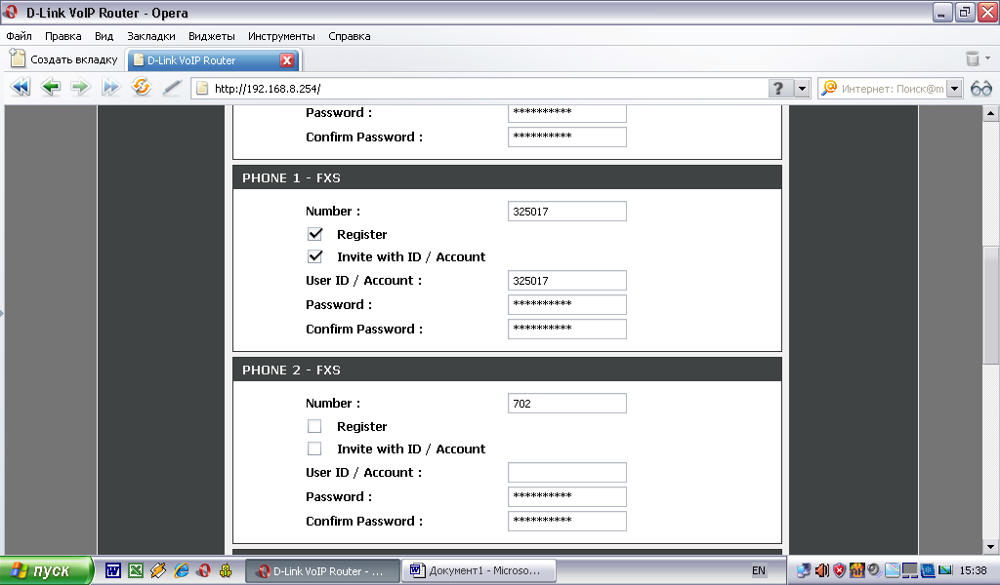 D-Link VoIP Router - Opera
Файл Правка Вид Закладки Виджеты Инструменты Справка
Создать вкладку D-Link VoIP Router
http://192.168.8.254/ ? Интернет: Поиск@m
Password : **********
Confirm Password : **********
PHONE 1 - FXS
Number : 325017
Register
Invite with ID / Account
User ID / Account : 325017
Password : **********
Confirm Password : **********
PHONE 2 - FXS
Number : 702
Register
Invite with ID / Account
User ID / Account :
Password : **********
Confirm Password : **********
пуск D-Link VoIP Router - ... Документ1 - Microso... EN 15:38